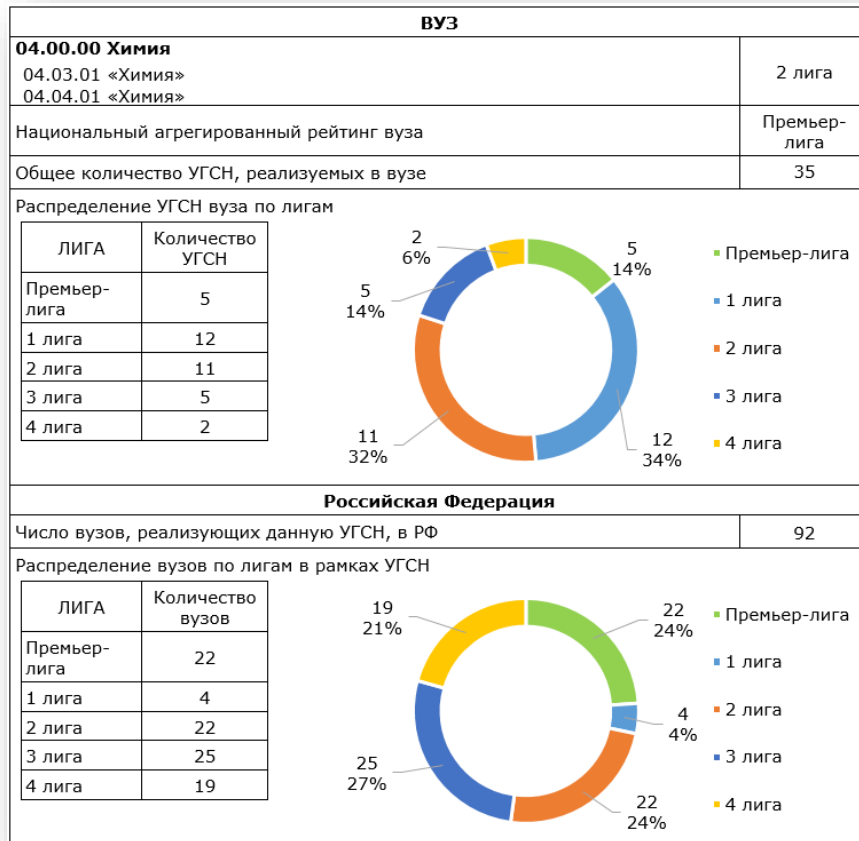 ВУЗ
04.00.00 Химия
04.03.01 «Химия»
04.04.01 «Химия»
2 лига
Национальный агрегированный рейтинг вуза
Премьер-
лига
Общее количество УГСН, реализуемых в вузе
35
Распределение УГСН вуза по лигам
ЛИГА
Количество
УГСН
Премьер-
лига
5
1 лига
12
2 лига
11
3 лига
5
4 лига
2
2
6%
5
14%
5
14%
11
32%
12
34%
Премьер-лига
1 лига
2 лига
3 лига
4 лига
Российская Федерация
Число вузов, реализующих данную УГСН, в РФ
92
Распределение вузов по лигам в рамках УГСН
ЛИГА
Количество
вузов
Премьер-
лига
22
1 лига
4
2 лига
22
3 лига
25
4 лига
19
19
21%
22
24%
4
4%
25
27%
22
24%
Премьер-лига
1 лига
2 лига
3 лига
4 лига